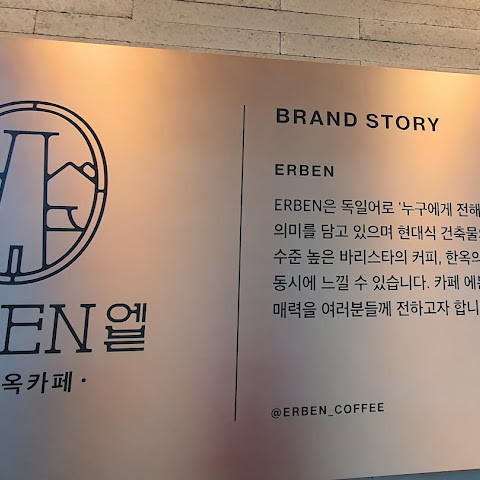 EN
옥카페·
BRAND STORY
ERBEN
ERBEN은 독일어로 '누구에게 전해
의미를 담고 있으며 현대식 건축물
수준 높은 바리스타의 커피, 한옥의
동시에 느낄 수 있습니다. 카페
매력을 여러분들께 전하고자 합니
@ERBEN_COFFEE